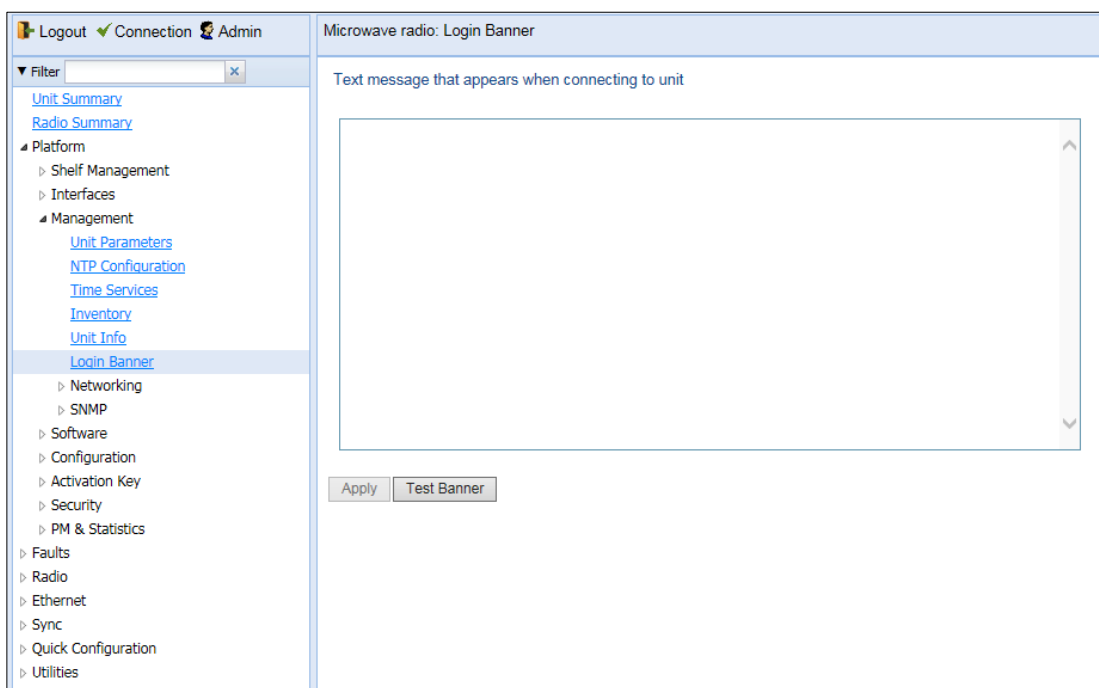 Logout Connection Admin
Filter
Unit Summary
Radio Summary
Platform
Shelf Management
Interfaces
Management
Unit Parameters
NTP Configuration
Time Services
Inventory
Unit Info
Login Banner
Networking
SNMP
Software
Configuration
Activation Key
Security
PM & Statistics
Faults
Radio
Ethernet
Sync
Quick Configuration
Utilities
Microwave radio: Login Banner
Text message that appears when connecting to unit
Apply Test Banner